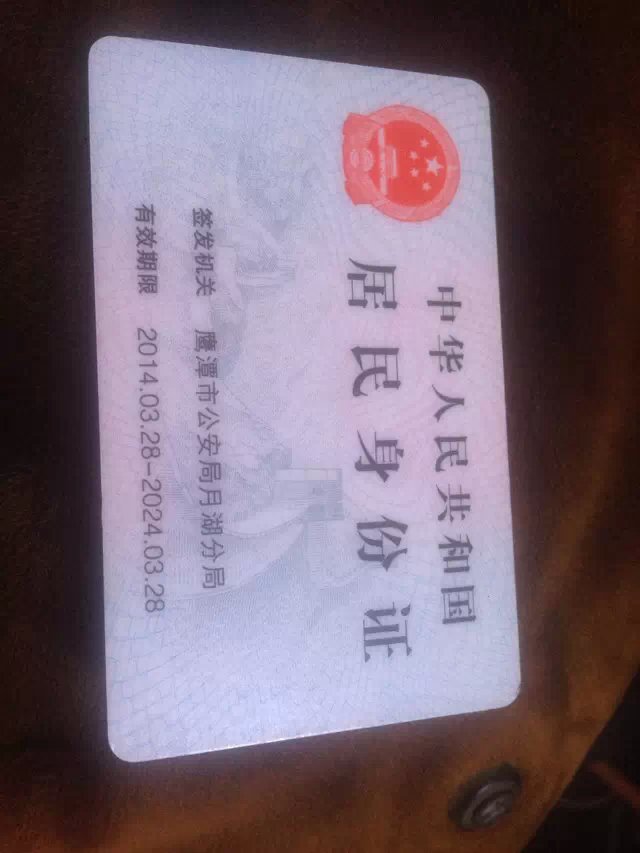 中华人民共和国
居民身份证
签发机关 鹰潭市公安局月湖分局
有效期限 2014.03.28-2024.03.28